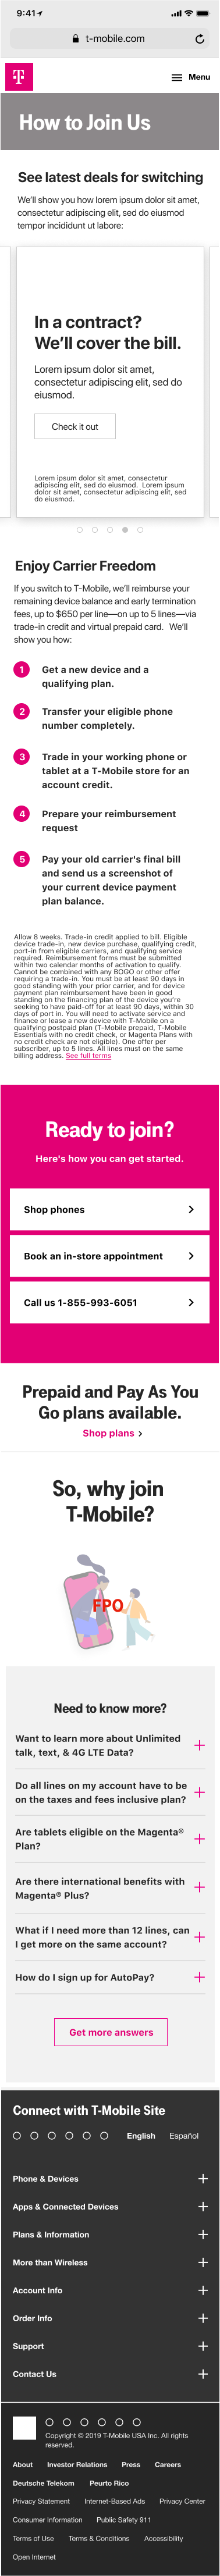 9:41
t-mobile.com
T
Menu
How to Join Us
See latest deals for switching
We'll show you how lorem ipsum dolor sit amet,
consectetur adipiscing elit, sed do eiusmod
tempor incididunt ut labore:
In a contract?
We'll cover the bill.
Lorem ipsum dolor sit amet,
consectetur adipiscing elit, sed do
eiusmod.
Check it out
Lorem ipsum dolor sit amet, consectetur
adipiscing elit, sed do eiusmod.  Lorem ipsum
dolor sit amet, consectetur adipiscing elit, sed
do eiusmod.
Enjoy Carrier Freedom
If you switch to T-Mobile, we'll reimburse your
remaining device balance and early termination
fees, up to $650 per line—on up to 5 lines—via
trade-in credit and virtual prepaid card.   We'll
show you how:
1 Get a new device and a
qualifying plan.
2 Transfer your eligible phone
number completely.
3 Trade in your working phone or
tablet at a T-Mobile store for an
account credit.
4 Prepare your reimbursement
request
5 Pay your old carrier's final bill
and send us a screenshot of
your current device payment
plan balance.
Allow 8 weeks. Trade-in credit applied to bill. Eligible
device trade-in, new device purchase, qualifying credit,
port-in from eligible carriers, and qualifying service
required. Reimbursement forms must be submitted
within two calendar months of activation to qualify.
Cannot be combined with any BOGO or other offer
requiring a trade-in. You must be at least 90 days in
good standing with your prior carrier, and for device
payment plan reimbursement have been in good
standing on the financing plan of the device you're
seeking to have paid-off for at least 90 days, within 30
days of port in. You will need to activate service and
finance or lease a new device with T-Mobile on a
qualifying postpaid plan (T-Mobile Prepaid, T-Mobile
Essentials with no credit check, or Magenta Plans with
no credit check are not eligible). One offer per
subscriber, up to 5 lines. All lines must on the same
billing address. See full terms
Ready to join?
Here's how you can get started.
Shop phones
Book an in-store appointment
Call us 1-855-993-6051
Prepaid and Pay As You
Go plans available.
Shop plans
So, why join
T-Mobile?
FPO
Need to know more?
Want to learn more about Unlimited
talk, text, & 4G LTE Data?
Do all lines on my account have to be
on the taxes and fees inclusive plan?
Are tablets eligible on the Magenta®
Plan?
Are there international benefits with
Magenta® Plus?
What if I need more than 12 lines, can
I get more on the same account?
How do I sign up for AutoPay?
Get more answers
Connect with T-Mobile Site
English Español
Phone & Devices
Apps & Connected Devices
Plans & Information
More than Wireless
Account Info
Order Info
Support
Contact Us
Copyright © 2019 T-Mobile USA Inc. All rights
reserved.
About Investor Relations Press Careers
Deutsche Telekom Peurto Rico
Privacy Statement Internet-Based Ads Privacy Center
Consumer Information Public Safety 911
Terms of Use Terms & Conditions Accessibility
Open Internet